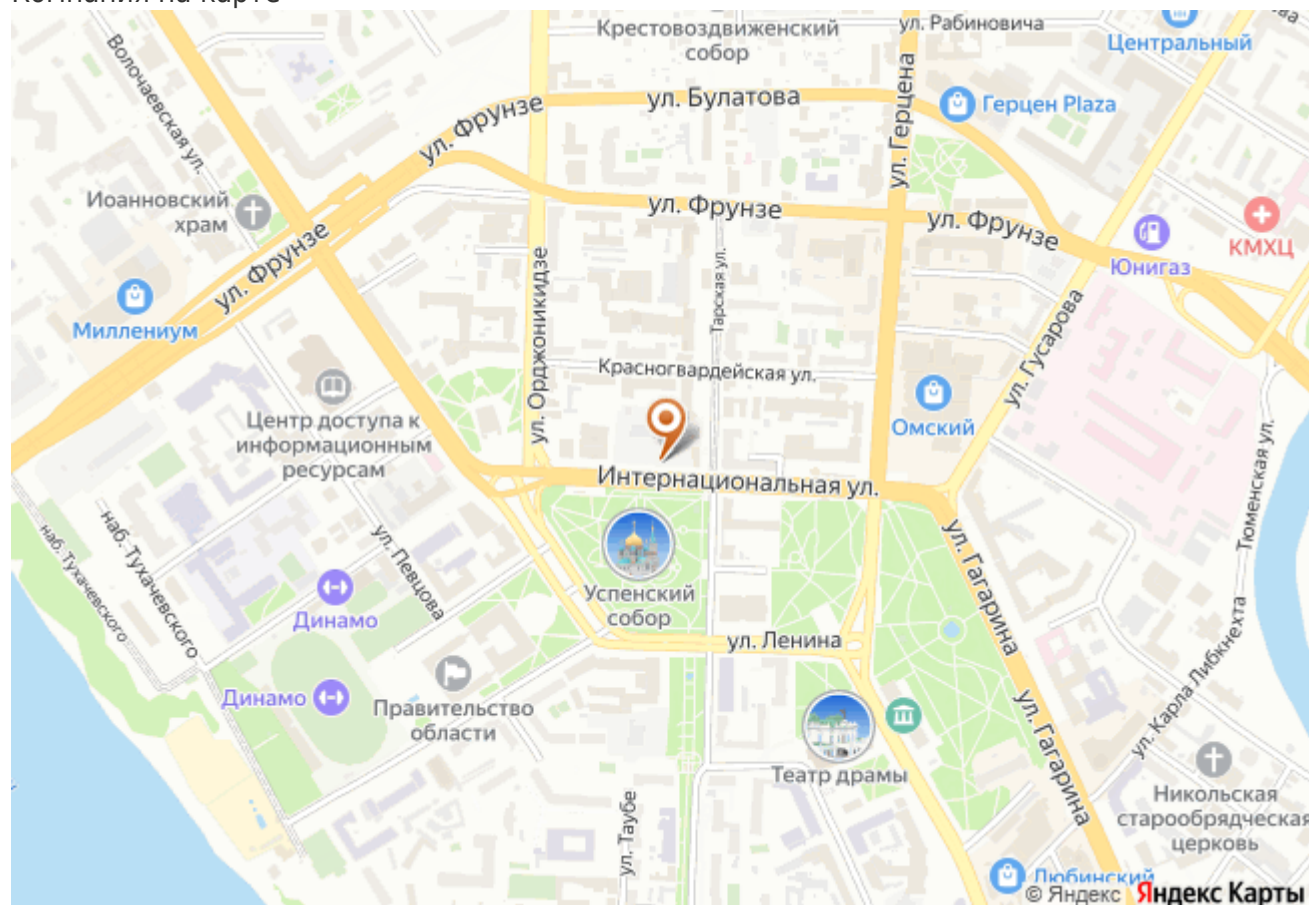 Компания на карте
Крестовоздвиженский
собор
ул. Рабиновича
Центральный
Волочаевская ул.
ул. Фрунзе
ул. Булатова
ул. Герцена
Герцен Plaza
Иоанновский
храм
ул. Фрунзе
ул. Фрунзе
КМХЦ
Юнигаз
ул. Фрунзе
Миллениум
ул. Орджоникидзе
Тарская ул.
ул. Гусарова
Красногвардейская ул.
Центр доступа к
информационным
ресурсам
Омский
Интернациональная ул.
Тюменская ул.
наб. Тухачевского
наб. Тухачевского
ул. Певцова
ул. Гагарина
Успенский
собор
Динамо
ул. Ленина
ул. Карла Либкнехта
Динамо
Правительство
области
Театр драмы
ул. Гагарина
ул. Таубе
Никольская
старообрядческая
церковь
Любинский
© Яндекс Яндекс Карты